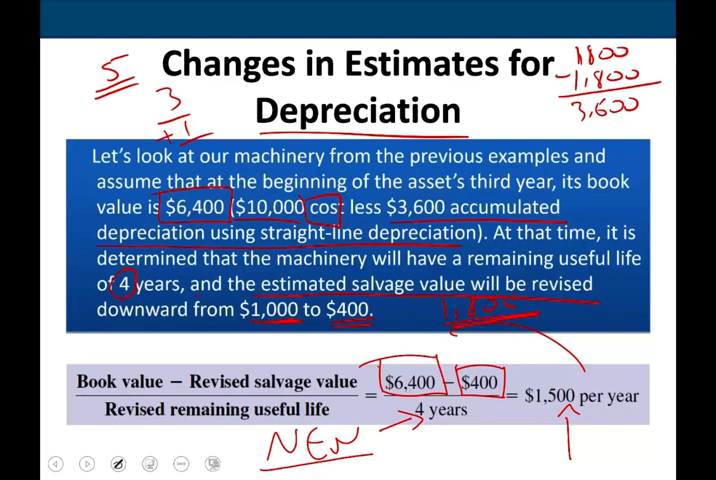 5
Changes in Estimates for
1800
-1,800
3,600
3
+1
Depreciation
Let's look at our machinery from the previous examples and
assume that at the beginning of the asset's third year, its book
value is $6,400 ($10,000 cost less $3,600 accumulated
depreciation using straight-line depreciation). At that time, it is
determined that the machinery will have a remaining useful life
of 4 years, and the estimated salvage value will be revised
downward from $1,000 to $400.
1,800
Book value − Revised salvage value
Revised remaining useful life
= $6,400 − $400
4 years
= $1,500 per year
NEW